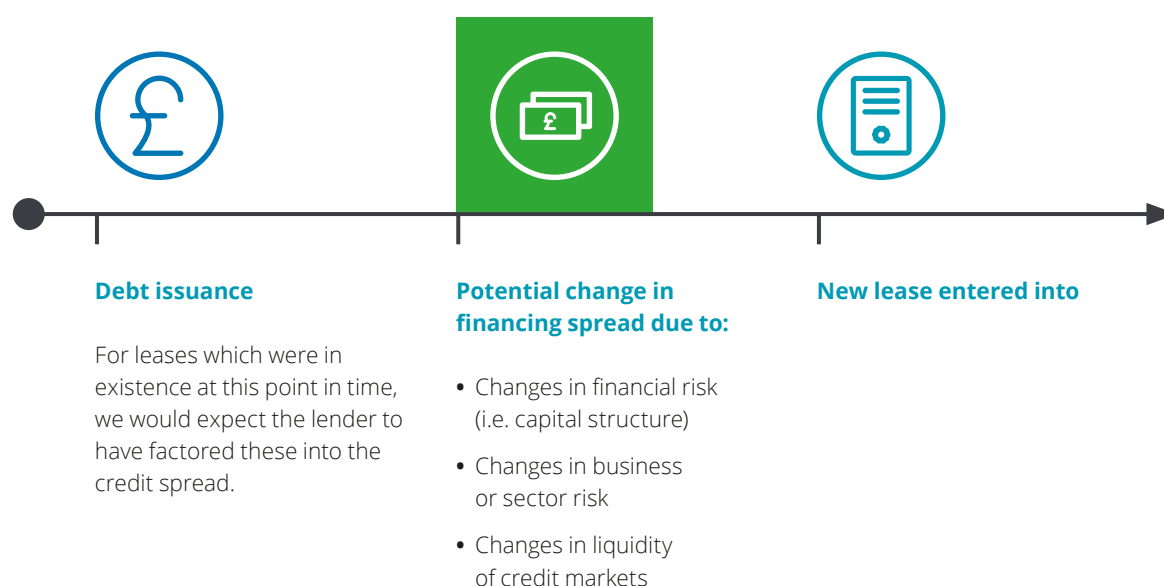 £
£
Debt issuance
For leases which were in
existence at this point in time,
we would expect the lender to
have factored these into the
credit spread.
Potential change in
financing spread due to:
• Changes in financial risk
(i.e. capital structure)
• Changes in business
or sector risk
• Changes in liquidity
of credit markets
New lease entered into